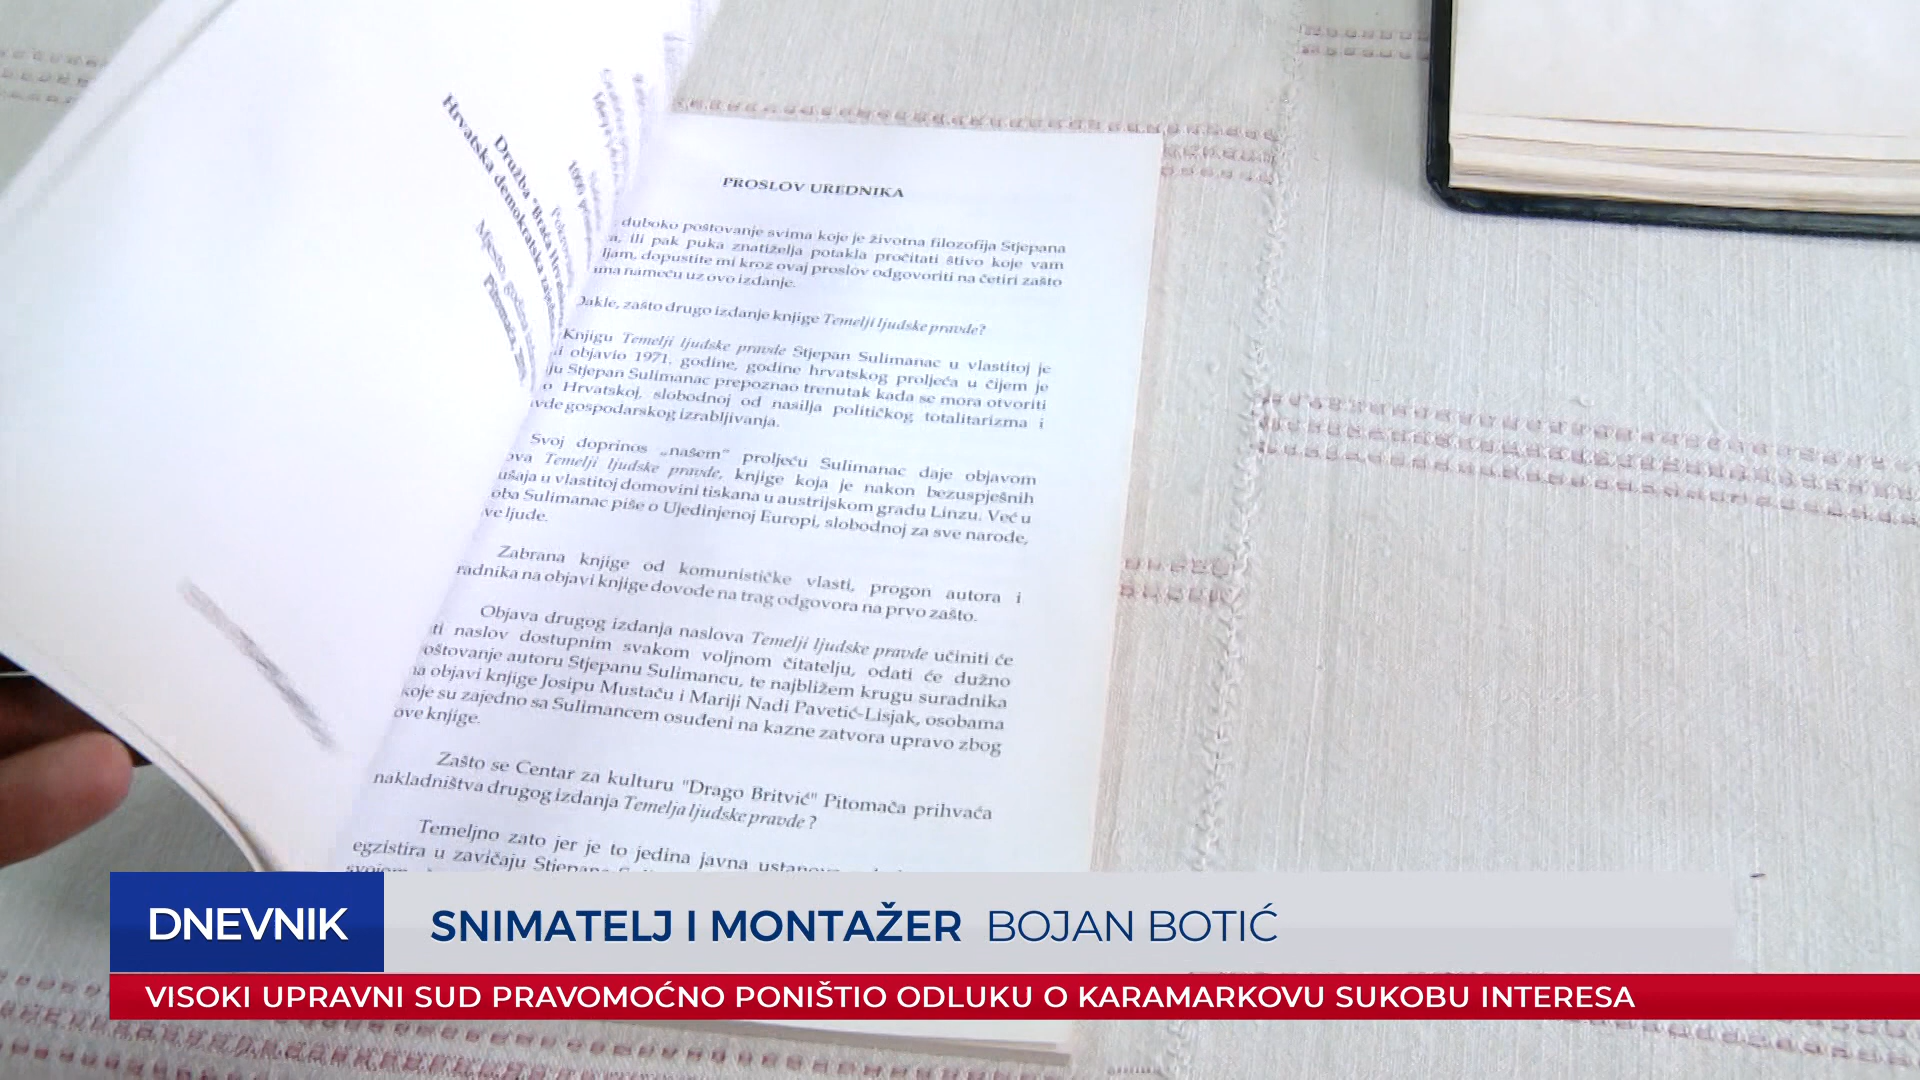 Hrvatska demokratska
Družba "Braća Hrvatsko
1000
Mjesto, godina
Pitomača,
PROSLOV UREDNIKA
duboko poštovanje svima koje je životna filozofija Stjepana
ili pak puka znatiželja potakla pročitati štivo koje vam
dopustite mi kroz ovaj proslov odgovoriti na četiri zašto
nameću uz ovo izdanje.
Dakle, zašto drugo izdanje knjige Temelji ljudske pravde?
Knjigu Temelji ljudske pravde Stjepan Sulimanac u vlastitoj je
objavio 1971. godine, godine hrvatskog proljeća u čijem je
Stjepan Sulimanac prepoznao trenutak kada se mora otvoriti
o Hrvatskoj, slobodnoj od nasilja političkog totalitarizma i
gospodarskog izrabljivanja.
Svoj doprinos „našem“ proljeću Sulimanac daje objavom
Temelji ljudske pravde, knjige koja je nakon bezuspješnih
u vlastitoj domovini tiskana u austrijskom gradu Linzu. Već u
Sulimanac piše o Ujedinjenoj Europi, slobodnoj za sve narode,
ljude.
Zabrana knjige od komunističke vlasti, progon autora i
radnika na objavi knjige dovode na trag odgovora na prvo zašto.
Objava drugog izdanja naslova Temelji ljudske pravde učiniti će
ti naslov dostupnim svakom voljnom čitatelju, odati će dužno
oštovanje autoru Stjepanu Sulimancu, te najbližem krugu suradnika
na objavi knjige Josipu Mustaću i Mariji Nadi Pavetić-Lisjak, osobama
koje su zajedno sa Sulimancem osuđeni na kazne zatvora upravo zbog
ove knjige.
Zašto se Centar za kulturu "Drago Britvić" Pitomača prihvaća
nakladništva drugog izdanja Temelja ljudske pravde ?
Temeljno zato jer je to jedina javna ustanova
egzistira u zavičaju Stjepana
DNEVNIK SNIMATELJ I MONTAŽER BOJAN BOTIĆ
VISOKI UPRAVNI SUD PRAVOMOĆNO PONIŠTIO ODLUKU O KARAMARKOVU SUKOBU INTERESA